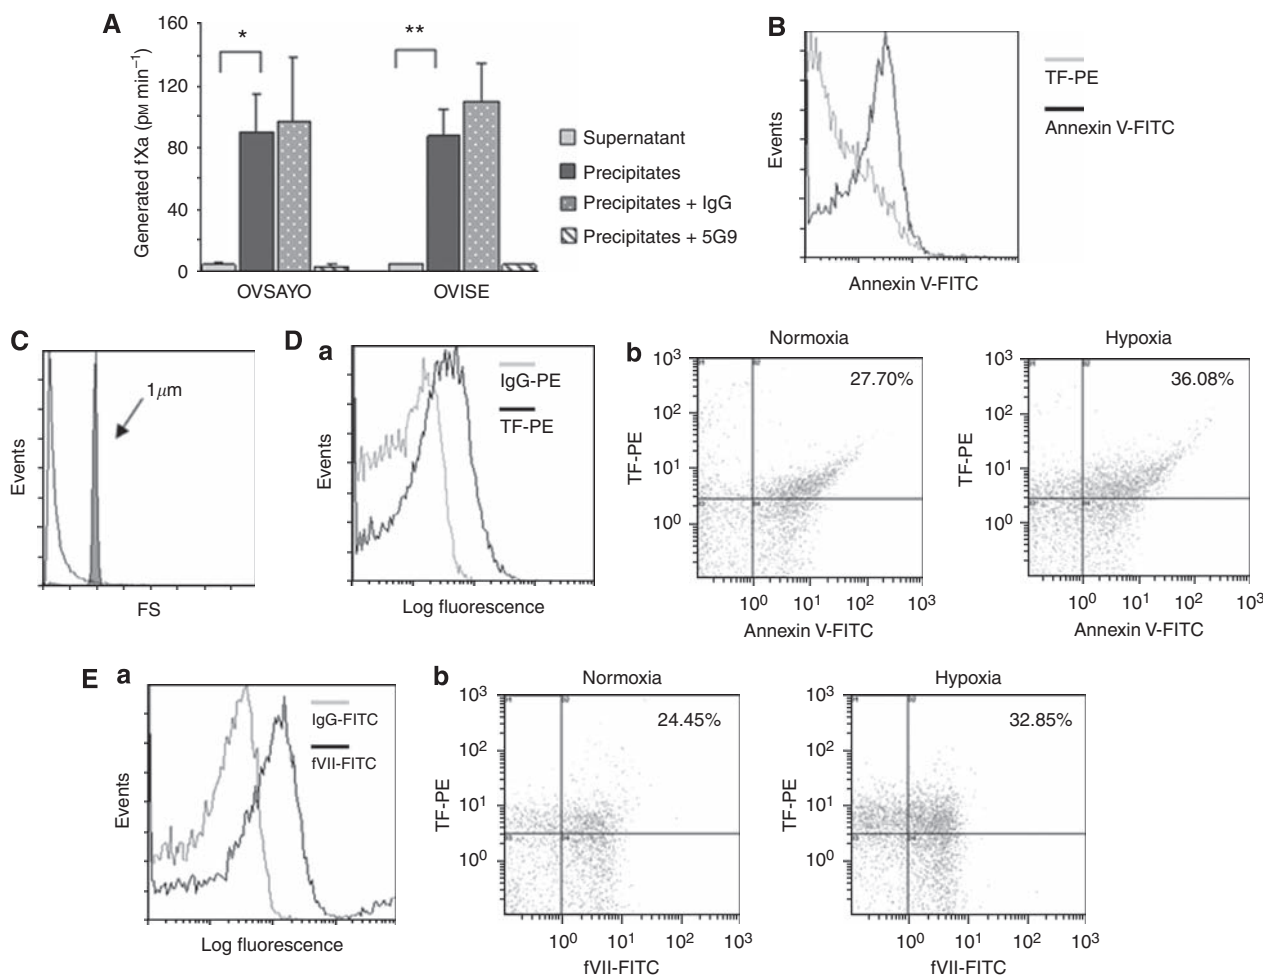 A
160
120
80
40
0
Generated fXa (pM min⁻¹)
*
**
OVSAYO
OVISE
Supernatant
Precipitates
Precipitates + IgG
Precipitates + 5G9
B
Events
Annexin V-FITC
TF-PE
Annexin V-FITC
C
Events
1 μm
FS
D
a
Events
IgG-PE
TF-PE
Log fluorescence
b
Normoxia
27.70%
10³
10²
10¹
10⁰
TF-PE
10⁰ 10¹ 10² 10³
Annexin V-FITC
Hypoxia
36.08%
10³
10²
10¹
10⁰
TF-PE
10⁰ 10¹ 10² 10³
Annexin V-FITC
E
a
Events
IgG-FITC
fVII-FITC
Log fluorescence
b
Normoxia
24.45%
10³
10²
10¹
10⁰
TF-PE
10⁰ 10¹ 10² 10³
fVII-FITC
Hypoxia
32.85%
10³
10²
10¹
10⁰
TF-PE
10⁰ 10¹ 10² 10³
fVII-FITC